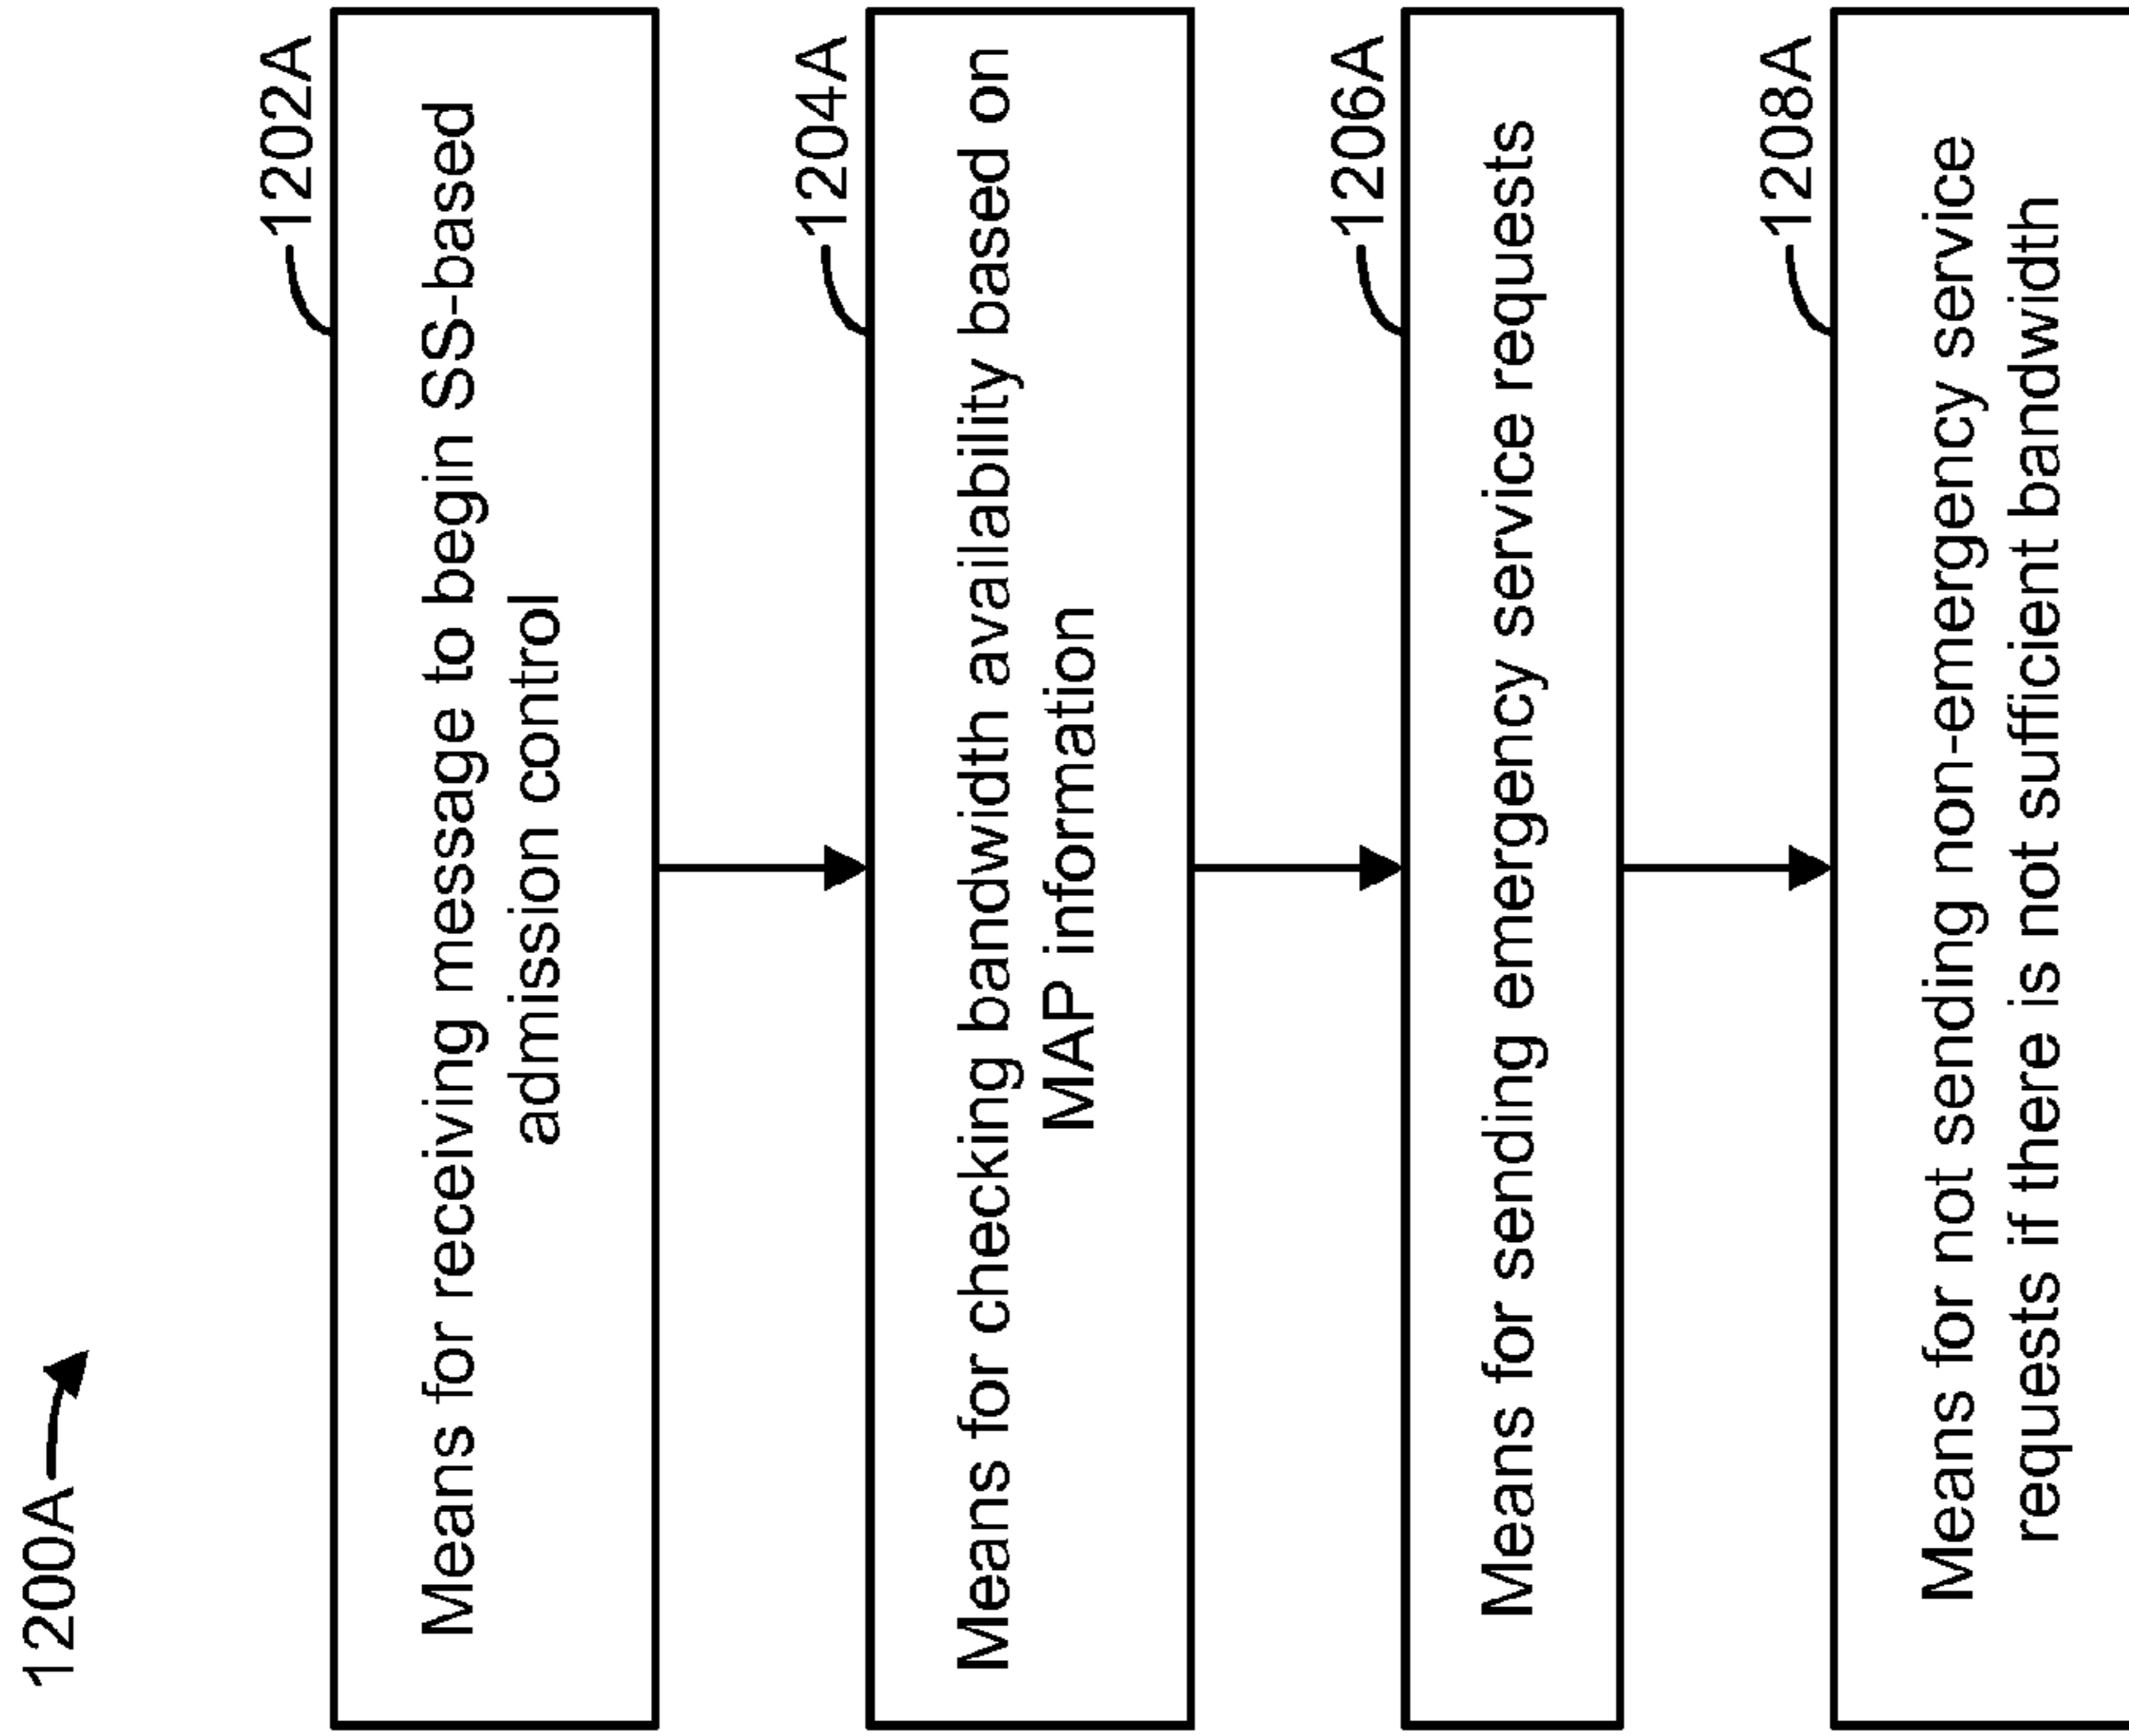 1200A
1202A
Means for receiving message to begin SS-based
admission control
1204A
Means for checking bandwidth availability based on
MAP information
1206A
Means for sending emergency service requests
1208A
Means for not sending non-emergency service
requests if there is not sufficient bandwidth